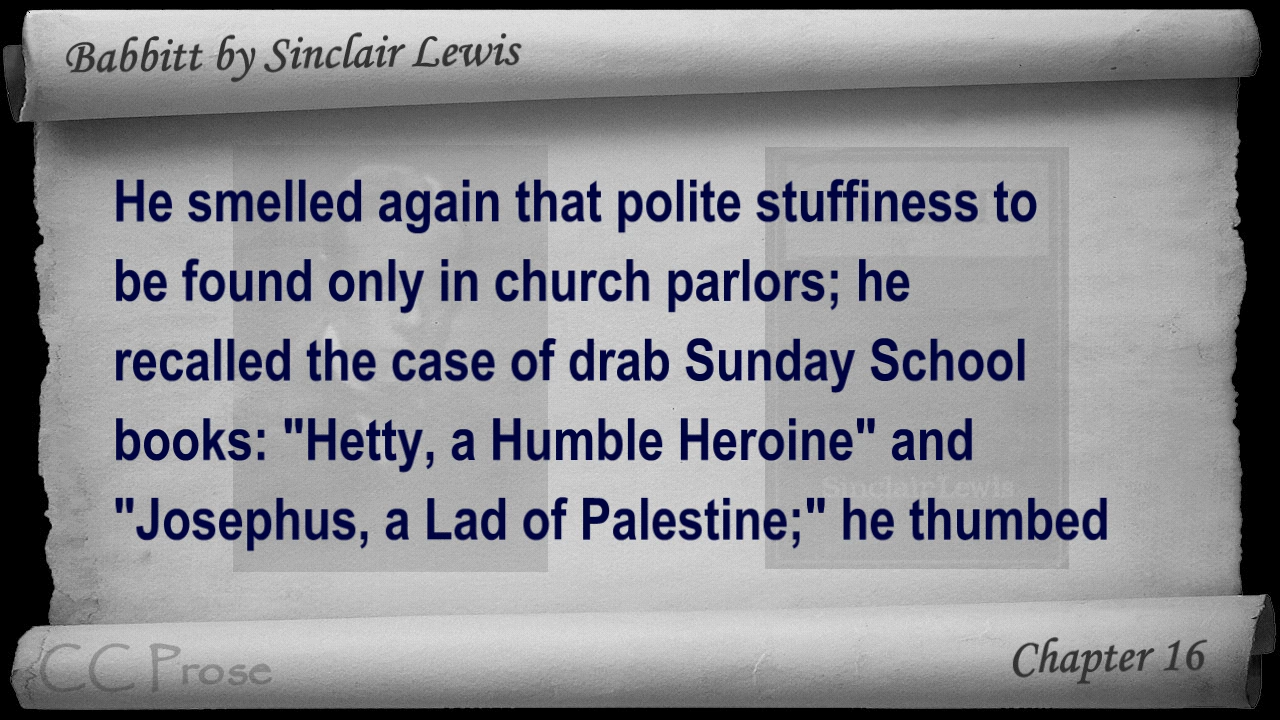 Babbitt by Sinclair Lewis
He smelled again that polite stuffiness to
be found only in church parlors; he
recalled the case of drab Sunday School
books: "Hetty, a Humble Heroine" and
"Josephus, a Lad of Palestine;" he thumbed
Sinclair Lewis
CC Prose
Chapter 16